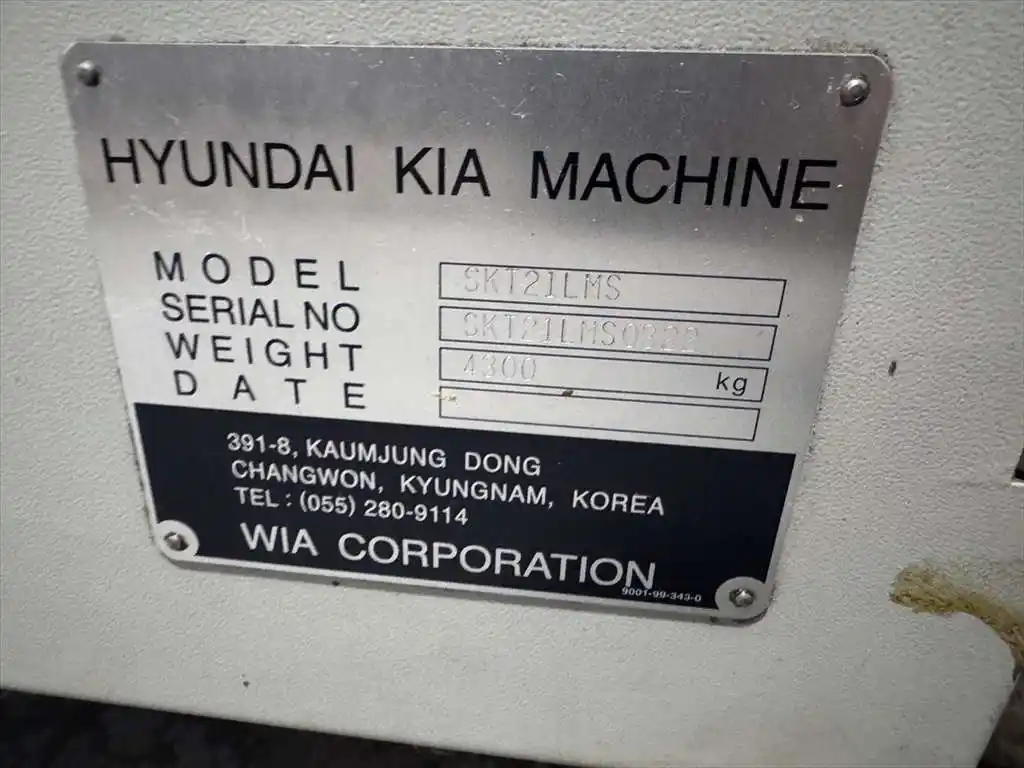 HYUNDAI KIA MACHINE
MODEL SKT21LMS
SERIAL NO SKT21LMS0322
WEIGHT 4300 kg
DATE
391-8, KAUMJUNG DONG
CHANGWON, KYUNGNAM, KOREA
TEL : (055) 280-9114
WIA CORPORATION
9001-99-343-0